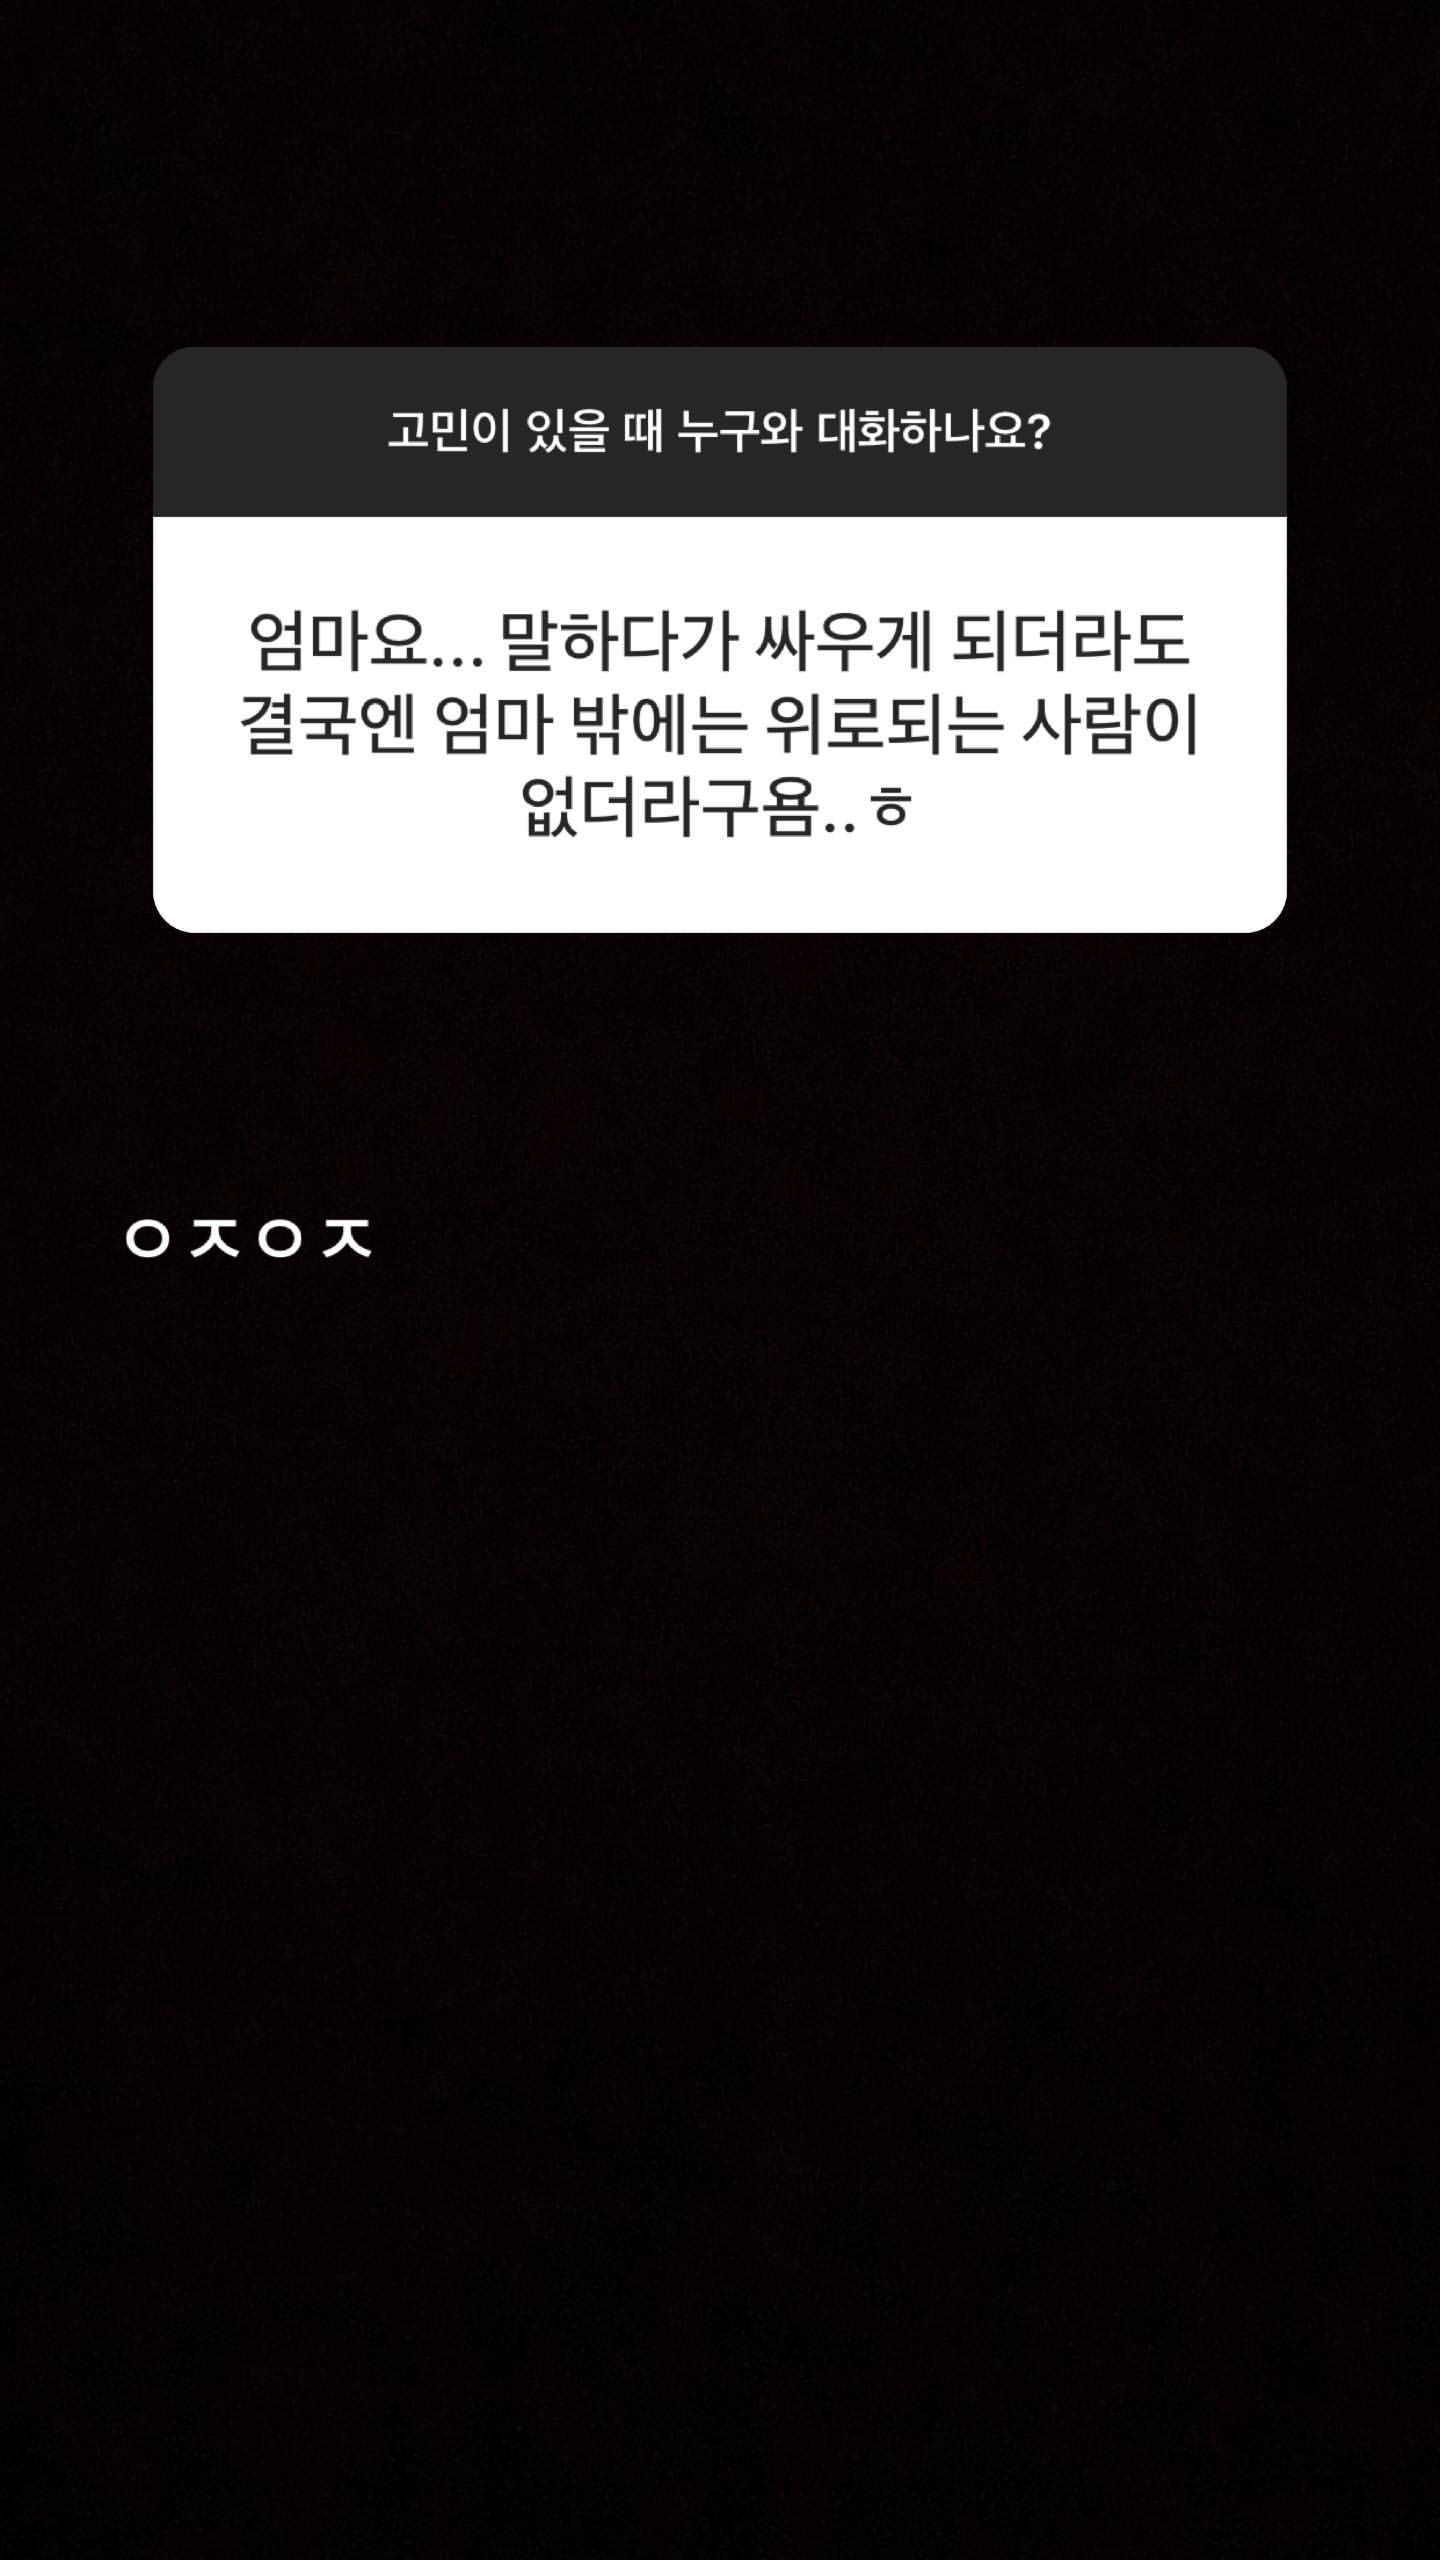 고민이 있을 때 누구와 대화하나요?
엄마요... 말하다가 싸우게 되더라도
결국엔 엄마 밖에는 위로되는 사람이
없더라구욤..ㅎ
ㅇㅈㅇㅈ